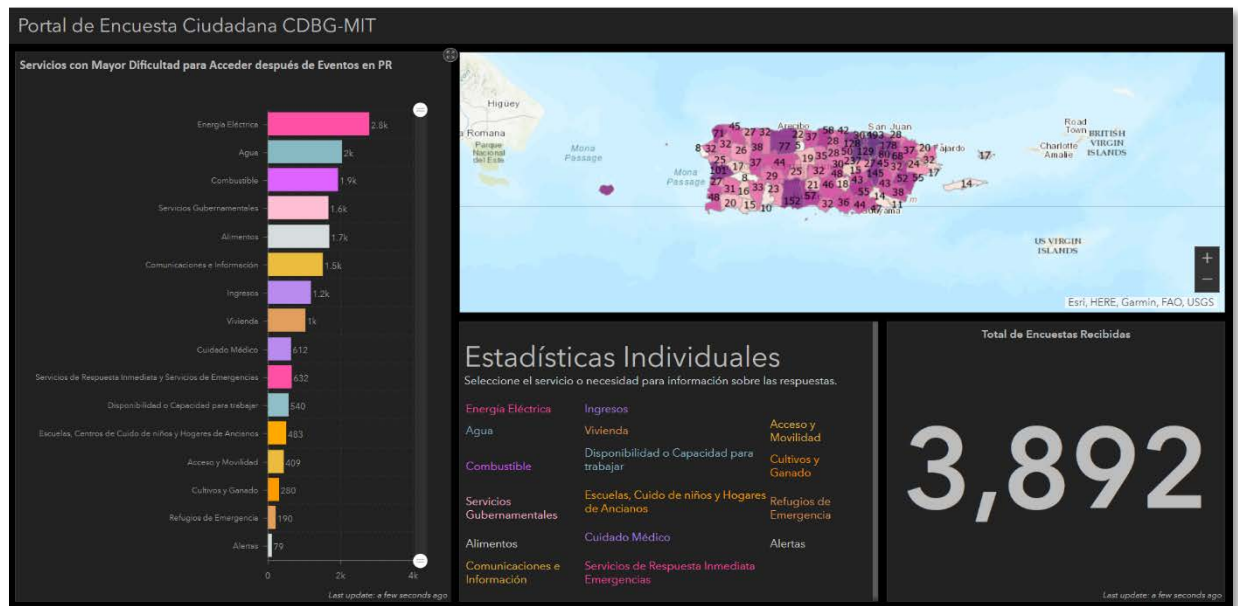 Portal de Encuesta Ciudadana CDBG-MIT
Servicios con Mayor Dificultad para Acceder después de Eventos en PR
Energía Eléctrica 2.8k
Agua 2k
Combustible 1.9k
Servicios Gubernamentales 1.6k
Alimentos 1.7k
Comunicaciones e Información 1.5k
Ingresos 1.2k
Vivienda 1k
Cuidado Médico 612
Servicios de Respuesta Inmediata y Servicios de Emergencias 632
Disponibilidad o Capacidad para trabajar 540
Escuelas, Centros de Cuido de niños y Hogares de Ancianos 483
Acceso y Movilidad 409
Cultivos y Ganado 280
Refugios de Emergencia 190
Alertas 79
0 2k 4k
Last update: a few seconds ago
Higüey
a Romana
Parque
Nacional
del Este
Mona
Passage
Mona
Passage
Arecibo
San Juan
Fajardo
Road
Town
BRITISH
VIRGIN
ISLANDS
Charlotte
Amalie
US VIRGIN
ISLANDS
17
14
+
−
Esri, HERE, Garmin, FAO, USGS
Estadísticas Individuales
Seleccione el servicio o necesidad para información sobre las respuestas.
Energía Eléctrica
Agua
Combustible
Servicios
Gubernamentales
Alimentos
Comunicaciones e
Información
Ingresos
Vivienda
Disponibilidad o Capacidad para
trabajar
Escuelas, Cuido de niños y Hogares
de Ancianos
Cuidado Médico
Servicios de Respuesta Inmediata
Emergencias
Acceso y
Movilidad
Cultivos y
Ganado
Refugios de
Emergencia
Alertas
Total de Encuestas Recibidas
3,892
Last update: a few seconds ago